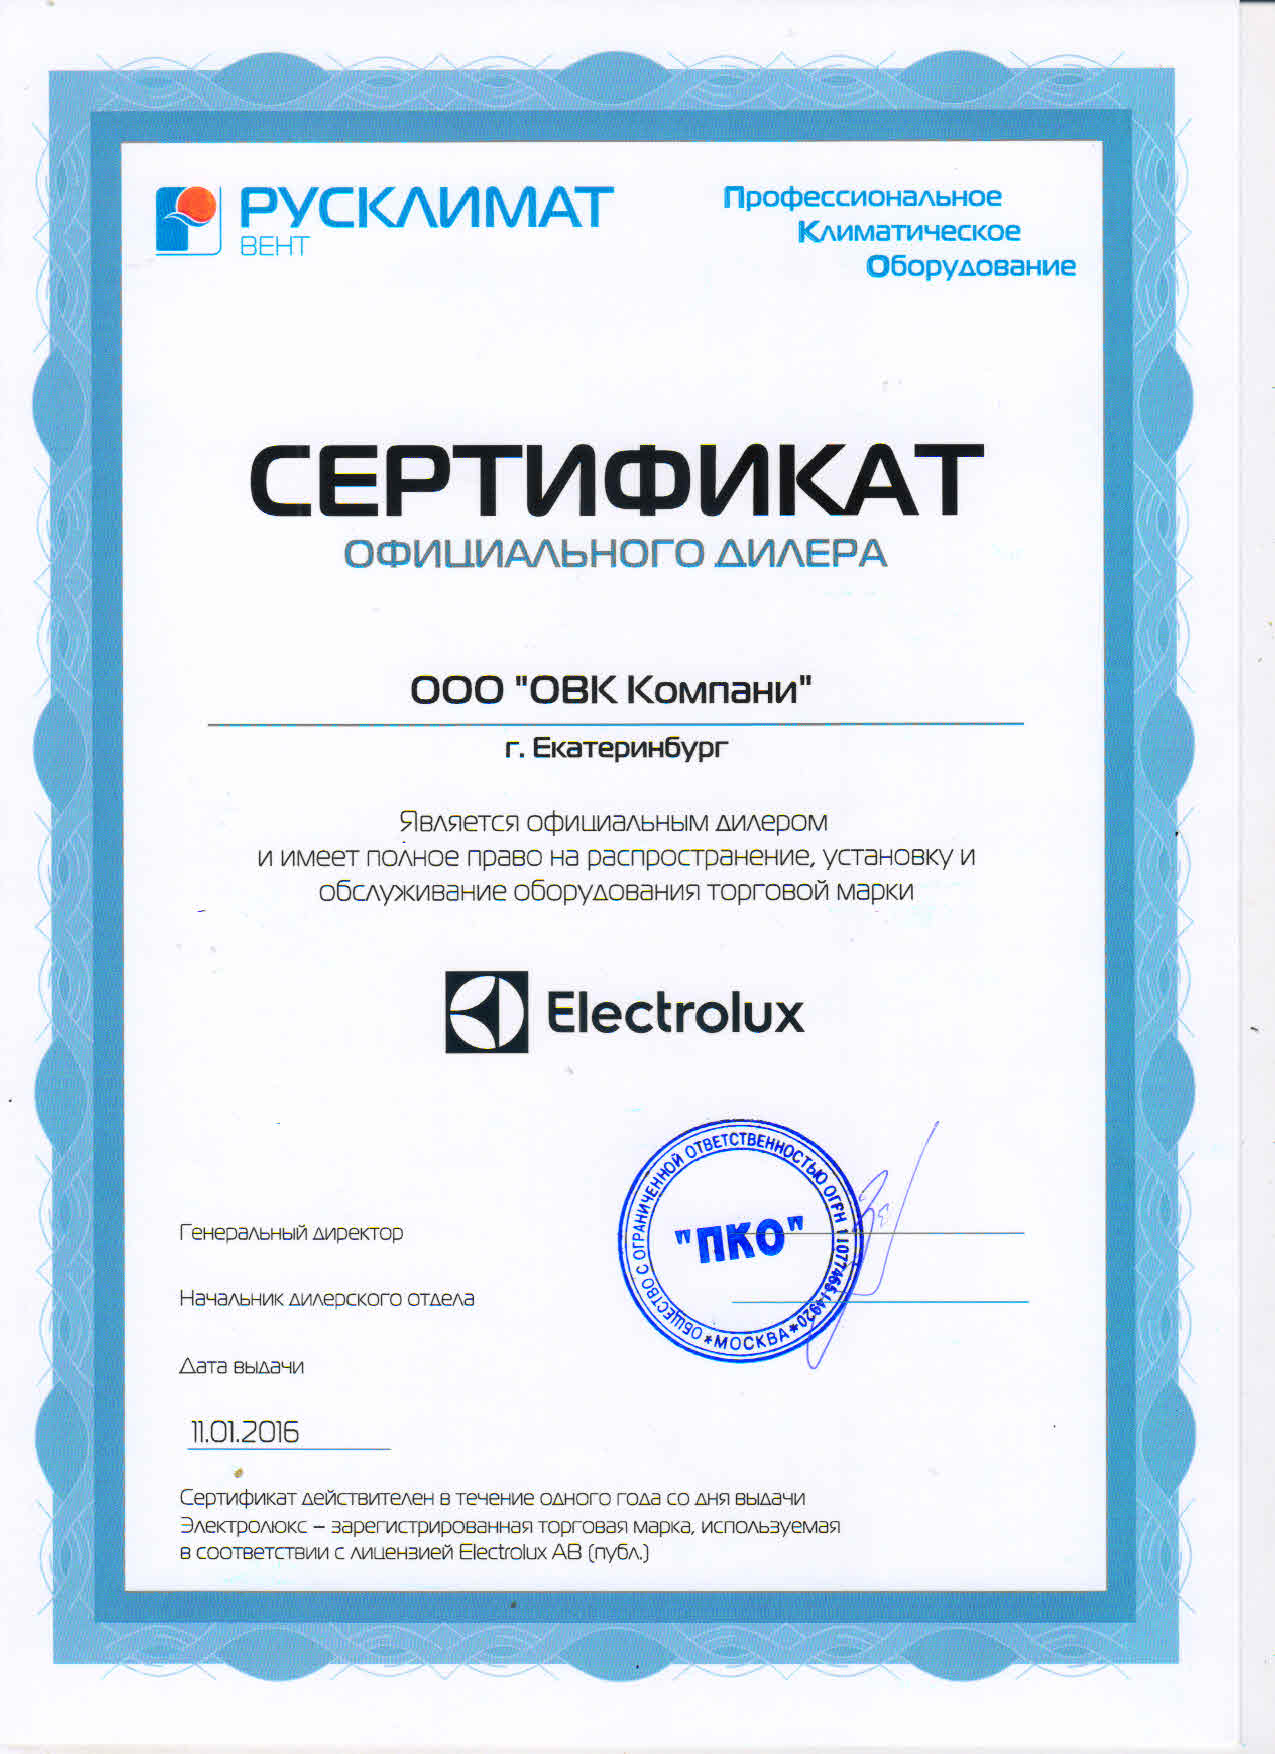 РУСКЛИМАТ
ВЕНТ
Профессиональное
Климатическое
Оборудование
СЕРТИФИКАТ
ОФИЦИАЛЬНОГО ДИЛЕРА
ООО "ОВК Компани"
г. Екатеринбург
Является официальным дилером
и имеет полное право на распространение, установку и
обслуживание оборудования торговой марки
Electrolux
ОБЩЕСТВО С ОГРАНИЧЕННОЙ ОТВЕТСТВЕННОСТЬЮ ОГРН 1107746514920
"ПКО"
*МОСКВА*
Генеральный директор
Начальник дилерского отдела
Дата выдачи
11.01.2016
Сертификат действителен в течение одного года со дня выдачи
Электролюкс – зарегистрированная торговая марка, используемая
в соответствии с лицензией Electrolux AB (публ.)